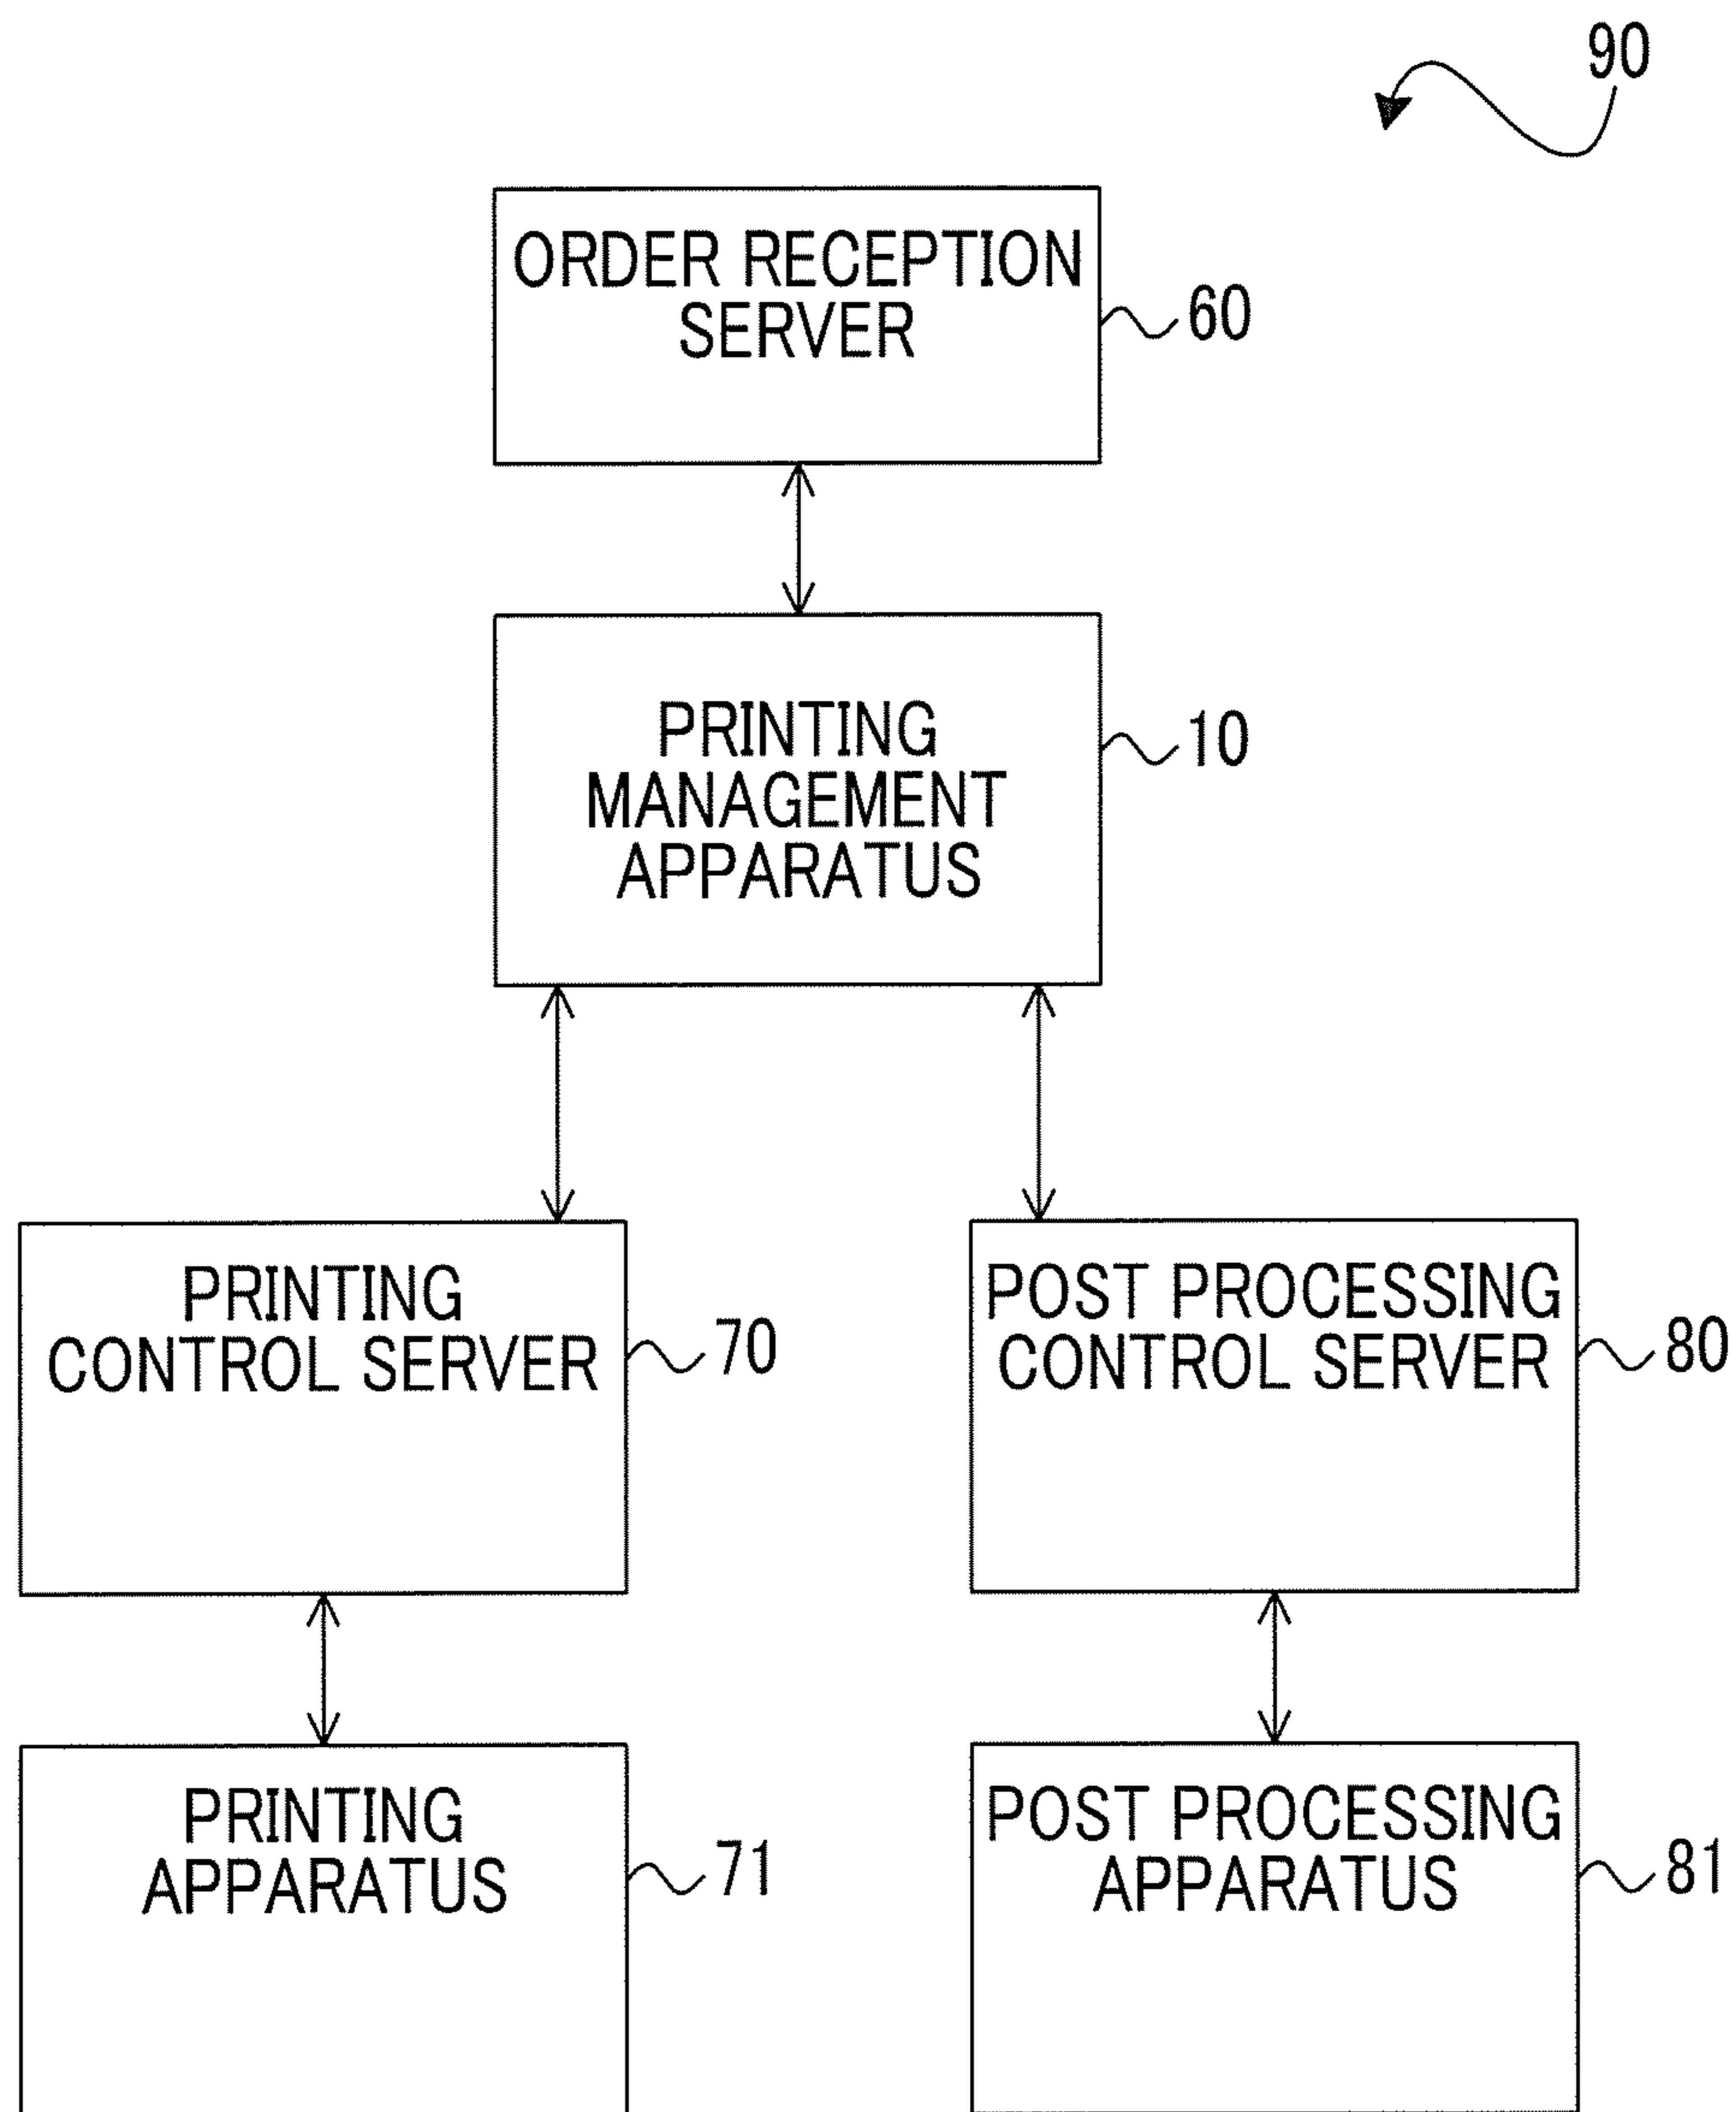 90
ORDER RECEPTION
SERVER
60
PRINTING
MANAGEMENT
APPARATUS
10
PRINTING
CONTROL SERVER
70
POST PROCESSING
CONTROL SERVER
80
PRINTING
APPARATUS
71
POST PROCESSING
APPARATUS
81